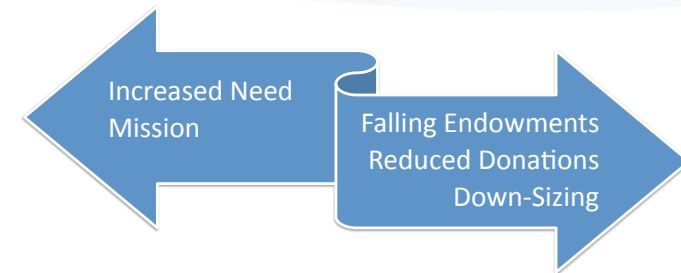 Increased Need
Mission
Falling Endowments
Reduced Donations
Down-Sizing